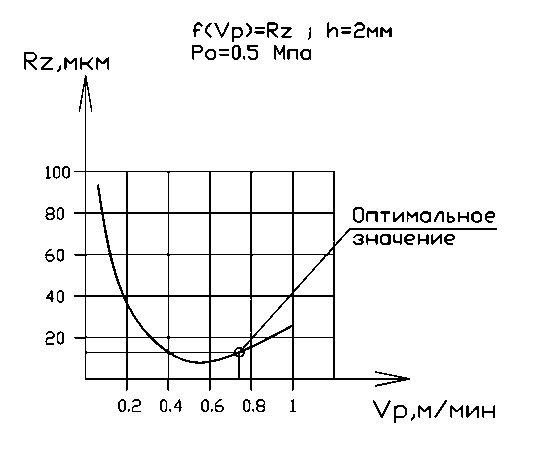 f(Vp)=Rz ; h=2мм
Po=0.5 Мпа
Rz,мкм
100
80
60
40
20
Оптимальное
значение
0.2 0.4 0.6 0.8 1
Vp,м/мин